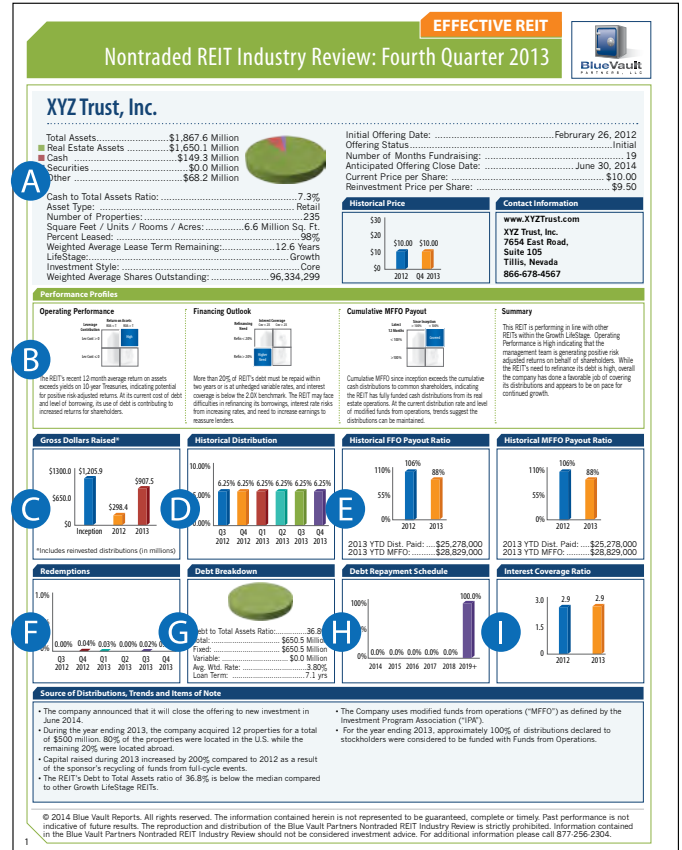 EFFECTIVE REIT
Nontraded REIT Industry Review: Fourth Quarter 2013
BlueVault
PARTNERS, LLC
XYZ Trust, Inc.
Total Assets..............................$1,867.6 Million
Real Estate Assets ..................$1,650.1 Million
Cash ..................................$149.3 Million
Securities ..............................$0.0 Million
Other ..................................$68.2 Million
A
Cash to Total Assets Ratio: ..............................7.3%
Asset Type: .............................. Retail
Number of Properties: ..............................235
Square Feet / Units / Rooms / Acres: ..............6.6 Million Sq. Ft.
Percent Leased: ..............................98%
Weighted Average Lease Term Remaining: ..............12.6 Years
LifeStage: ..............................Growth
Investment Style: ..............................Core
Weighted Average Shares Outstanding: ..............96,334,299
Initial Offering Date: ..............................Februrary 26, 2012
Offering Status ..............................Initial
Number of Months Fundraising: .............................. 19
Anticipated Offering Close Date: .............................. June 30, 2014
Current Price per Share: .............................. $10.00
Reinvestment Price per Share: .............................. $9.50
Historical Price
$30
$20
$10
$0
$10.00 $10.00
2012 Q4 2013
Contact Information
www.XYZTrust.com
XYZ Trust, Inc.
7654 East Road,
Suite 105
Tillis, Nevada
866-678-4567
Performance Profiles
B
Operating Performance
Return on Assets
Leverage
Contribution
High
The REIT's recent 12-month average return on assets
exceeds yields on 10-year Treasuries, indicating potential
for positive risk-adjusted returns. At its current cost of debt
and level of borrowing, its use of debt is contributing to
increased returns for shareholders.
Financing Outlook
Interest Coverage
Refinancing
Need
Higher
Need
More than 20% of REIT's debt must be repaid within
two years or is at unhedged variable rates, and interest
coverage is below the 2.0X benchmark. The REIT may face
difficulties in refinancing its borrowings, interest rate risks
from increasing rates, and need to increase earnings to
reassure lenders.
Cumulative MFFO Payout
Since Inception
Latest
12 Months
Cumulative MFFO since inception exceeds the cumulative
cash distributions to common shareholders, indicating
the REIT has fully funded cash distributions from its real
estate operations. At the current distribution rate and level
of modified funds from operations, trends suggest the
distributions can be maintained.
Summary
This REIT is performing in line with other
REITs within the Growth LifeStage. Operating
Performance is High indicating that the
management team is generating positive risk
adjusted returns on behalf of shareholders. While
the REIT's need to refinance its debt is high, overall
the company has done a favorable job of covering
its distributions and appears to be on pace for
continued growth.
Gross Dollars Raised*
C
$1300.0
$650.0
$0
$1,205.9
$298.4
$907.5
Inception 2012 2013
*Includes reinvested distributions (in millions)
Historical Distribution
D
10.00%
.00%
.00%
6.25% 6.25% 6.25% 6.25% 6.25% 6.25%
Q3 Q4 Q1 Q2 Q3 Q4
2012 2012 2013 2013 2013 2013
Historical FFO Payout Ratio
E
110%
55%
0%
106%
88%
2012 2013
2013 YTD Dist. Paid: .....$25,278,000
2013 YTD MFFO: ..........$28,829,000
Historical MFFO Payout Ratio
110%
55%
0%
106%
88%
2012 2013
2013 YTD Dist. Paid: .....$25,278,000
2013 YTD MFFO: ..........$28,829,000
Redemptions
F
1.0%
%
0.00% 0.04% 0.03% 0.00% 0.02%
Q3 Q4 Q1 Q2 Q3 Q4
2012 2012 2013 2013 2013 2013
Debt Breakdown
G
Debt to Total Assets Ratio:............36.8%
Total: ..............................$650.5 Million
Fixed: ..............................$650.5 Million
Variable: ..............................$0.0 Million
Avg. Wtd. Rate: ..............................3.80%
Loan Term: ..............................7.1 yrs
Debt Repayment Schedule
H
100%
0%
0.0% 0.0% 0.0% 0.0% 0.0%
100.0%
2014 2015 2016 2017 2018 2019+
Interest Coverage Ratio
I
3.0
1.5
0
2.9
2.9
2012 2013
Source of Distributions, Trends and Items of Note
• The company announced that it will close the offering to new investment in
June 2014.
• During the year ending 2013, the company acquired 12 properties for a total
of $500 million. 80% of the properties were located in the U.S. while the
remaining 20% were located abroad.
• Capital raised during 2013 increased by 200% compared to 2012 as a result
of the sponsor's recycling of funds from full-cycle events.
• The REIT's Debt to Total Assets ratio of 36.8% is below the median compared
to other Growth LifeStage REITs.
• The Company uses modified funds from operations ("MFFO") as defined by the
Investment Program Association ("IPA").
• For the year ending 2013, approximately 100% of distributions declared to
stockholders were considered to be funded with Funds from Operations.
© 2014 Blue Vault Reports. All rights reserved. The information contained herein is not represented to be guaranteed, complete or timely. Past performance is not
indicative of future results. The reproduction and distribution of the Blue Vault Partners Nontraded REIT Industry Review is strictly prohibited. Information contained
in the Blue Vault Partners Nontraded REIT Industry Review should not be considered investment advice. For additional information please call 877-256-2304.
1